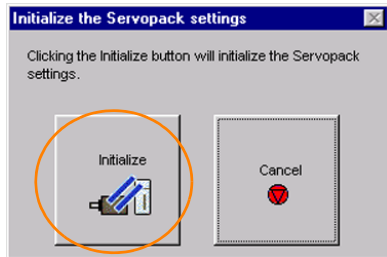 Initialize the Servopack settings
Clicking the Initialize button will initialize the Servopack
settings.
Initialize
Cancel